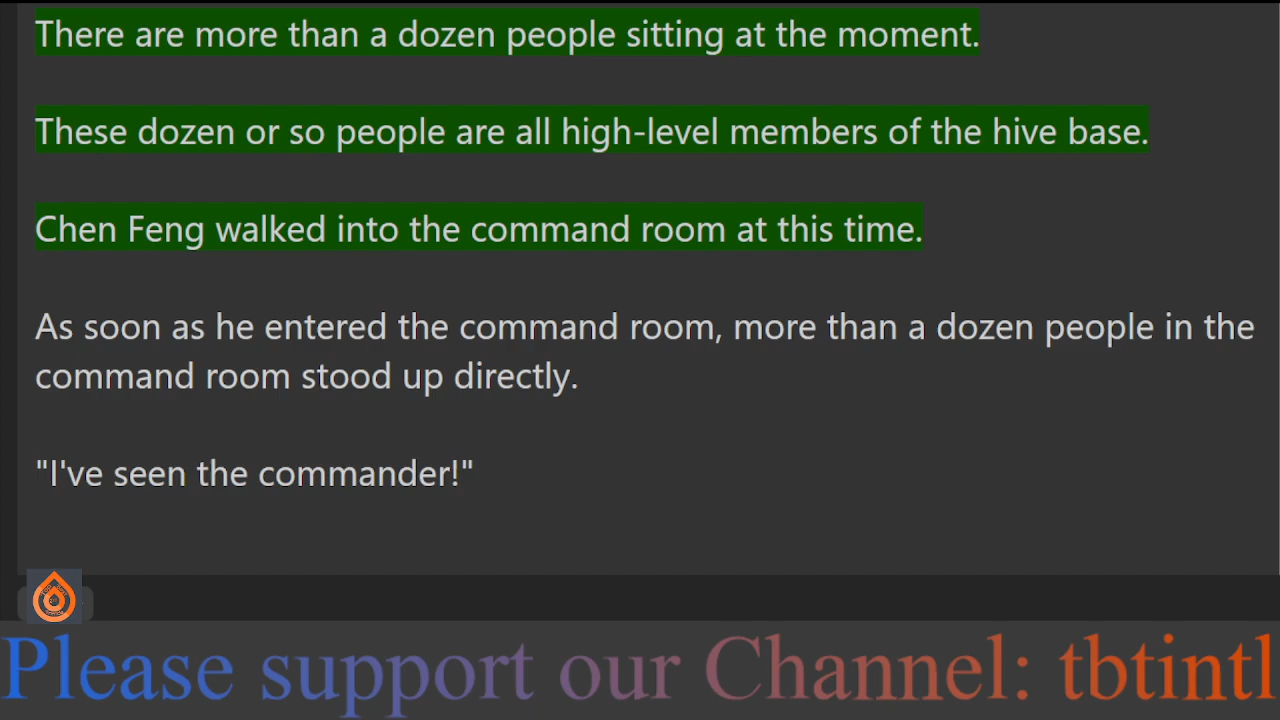 There are more than a dozen people sitting at the moment.
These dozen or so people are all high-level members of the hive base.
Chen Feng walked into the command room at this time.
As soon as he entered the command room, more than a dozen people in the
command room stood up directly.
"I've seen the commander!"
Please support our Channel: tbtintl